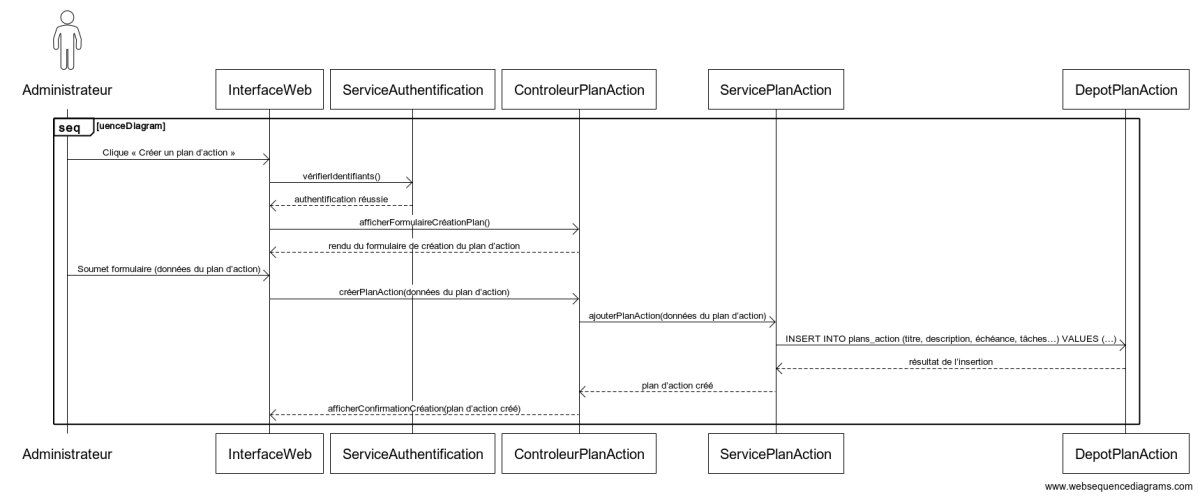 Administrateur
InterfaceWeb
ServiceAuthentification
ControleurPlanAction
ServicePlanAction
DepotPlanAction
seq
[uenceDiagram]
Clique « Créer un plan d'action »
vérifierIdentifiants()
authentification réussie
afficherFormulaireCréationPlan()
rendu du formulaire de création du plan d'action
Soumet formulaire (données du plan d'action)
créerPlanAction(données du plan d'action)
ajouterPlanAction(données du plan d'action)
INSERT INTO plans_action (titre, description, échéance, tâches…) VALUES (…)
résultat de l'insertion
plan d'action créé
afficherConfirmationCréation(plan d'action créé)
Administrateur
InterfaceWeb
ServiceAuthentification
ControleurPlanAction
ServicePlanAction
DepotPlanAction
www.websequencediagrams.com